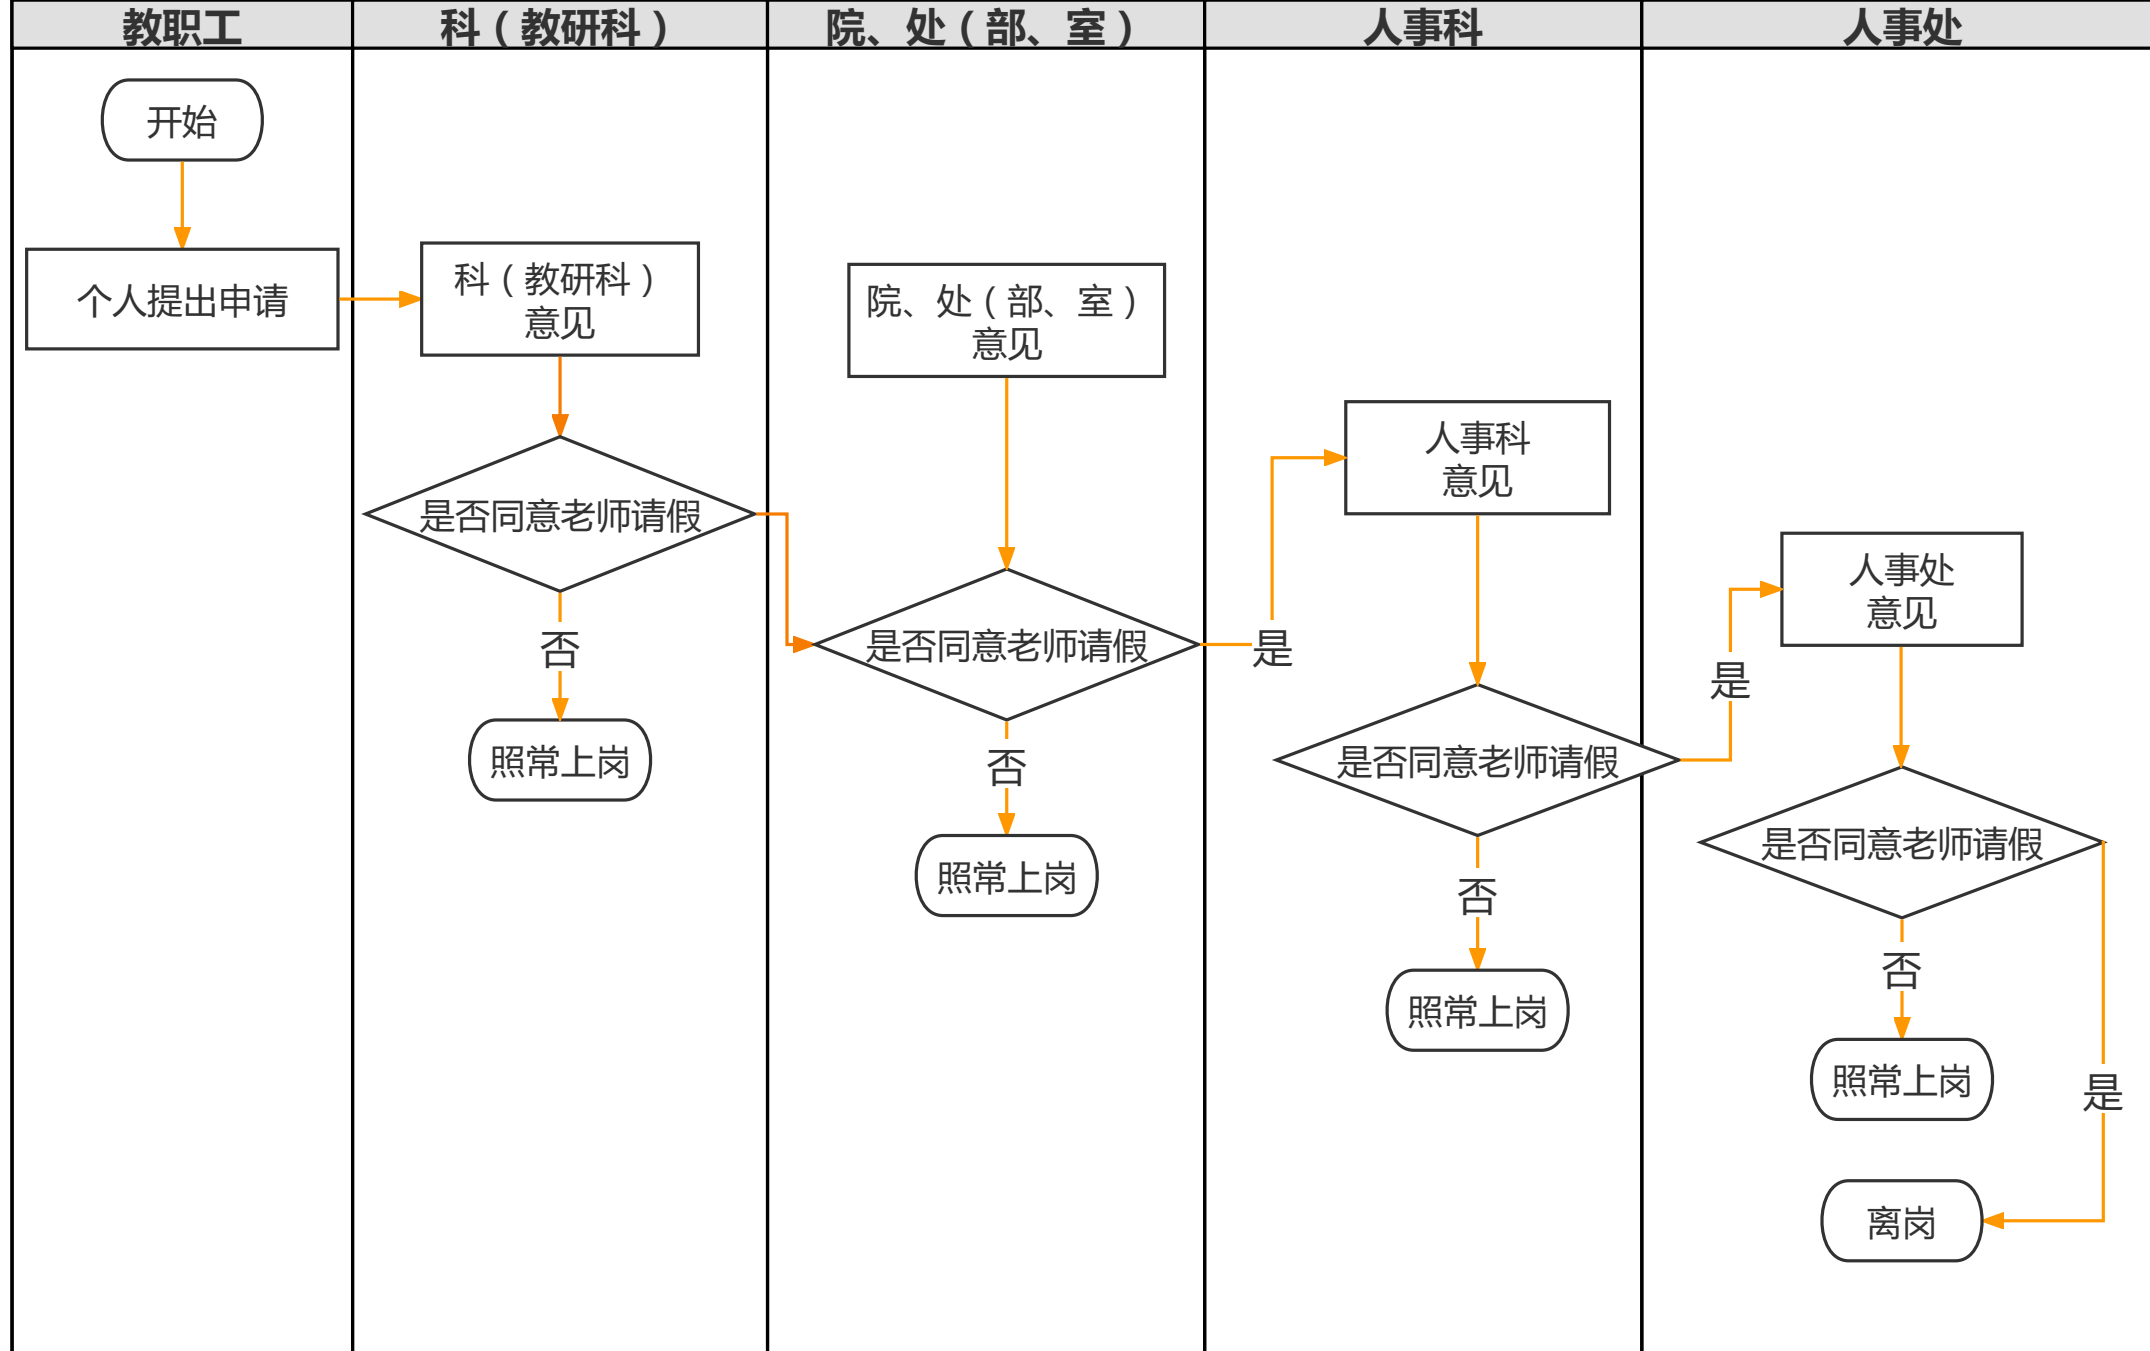 教职工
科（教研科）
院、处（部、室）
人事科
人事处
开始
个人提出申请
科（教研科）
意见
是否同意老师请假
否
照常上岗
院、处（部、室）
意见
是否同意老师请假
是
否
照常上岗
人事科
意见
是否同意老师请假
是
否
照常上岗
人事处
意见
是否同意老师请假
否
是
照常上岗
离岗